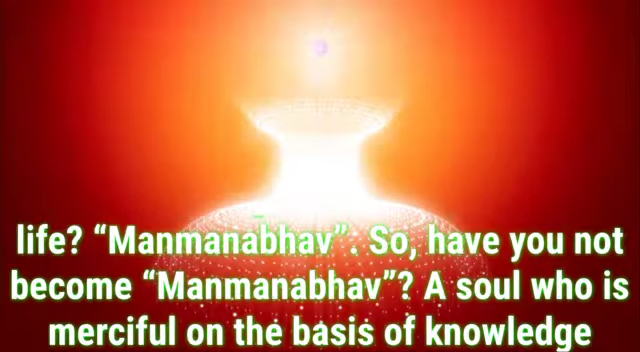 life? “Manmanabhav”. So, have you not
become “Manmanabhav”? A soul who is
merciful on the basis of knowledge